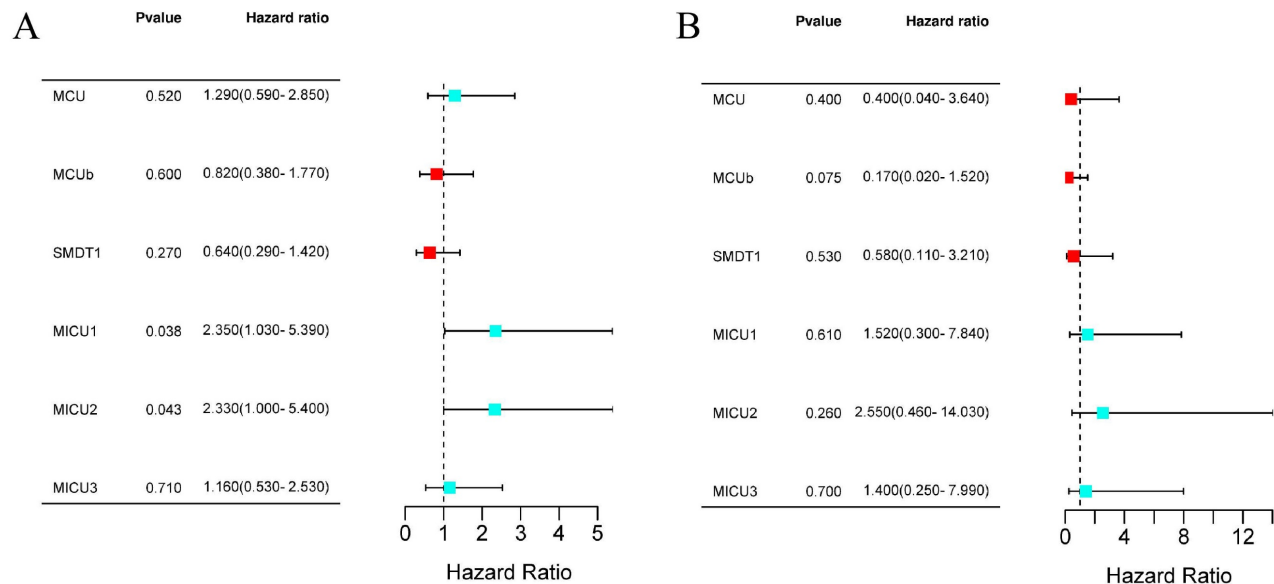 A
Pvalue Hazard ratio
MCU 0.520 1.290(0.590- 2.850)
MCUb 0.600 0.820(0.380- 1.770)
SMDT1 0.270 0.640(0.290- 1.420)
MICU1 0.038 2.350(1.030- 5.390)
MICU2 0.043 2.330(1.000- 5.400)
MICU3 0.710 1.160(0.530- 2.530)
0 1 2 3 4 5
Hazard Ratio
B
Pvalue Hazard ratio
MCU 0.400 0.400(0.040- 3.640)
MCUb 0.075 0.170(0.020- 1.520)
SMDT1 0.530 0.580(0.110- 3.210)
MICU1 0.610 1.520(0.300- 7.840)
MICU2 0.260 2.550(0.460- 14.030)
MICU3 0.700 1.400(0.250- 7.990)
0 4 8 12
Hazard Ratio